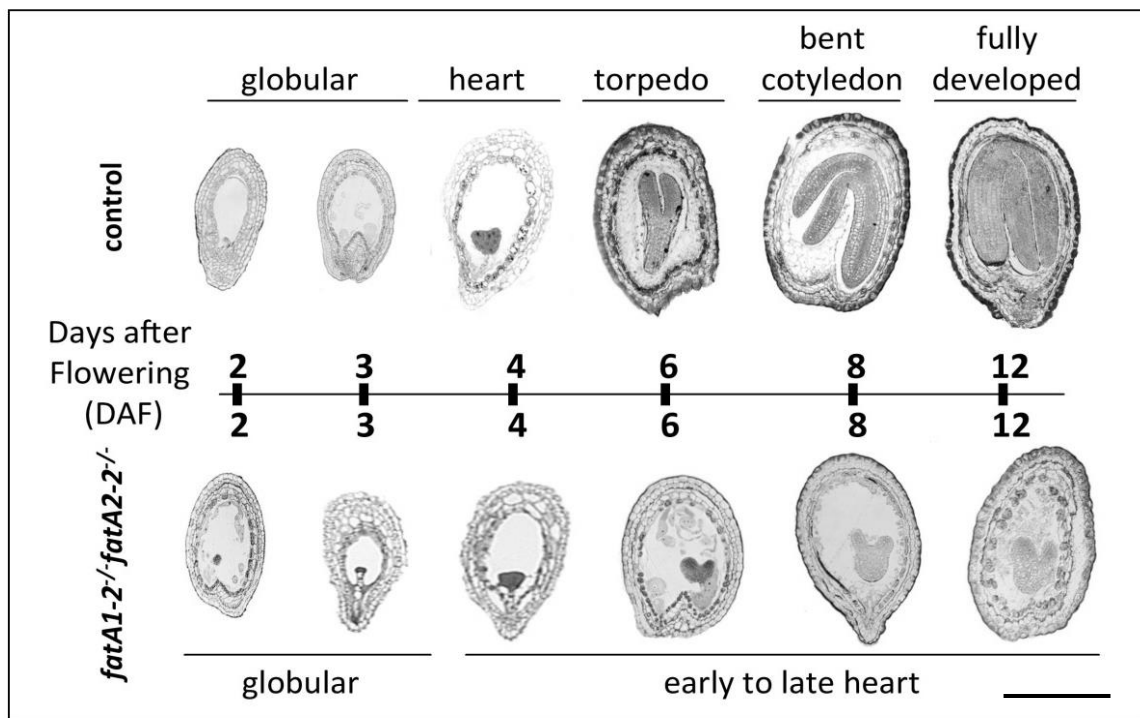 globular heart torpedo bent cotyledon fully developed
control
Days after
Flowering
(DAF)
2 3 4 6 8 12
2 3 4 6 8 12
fatA1-2-/-fatA2-2-/-
globular early to late heart